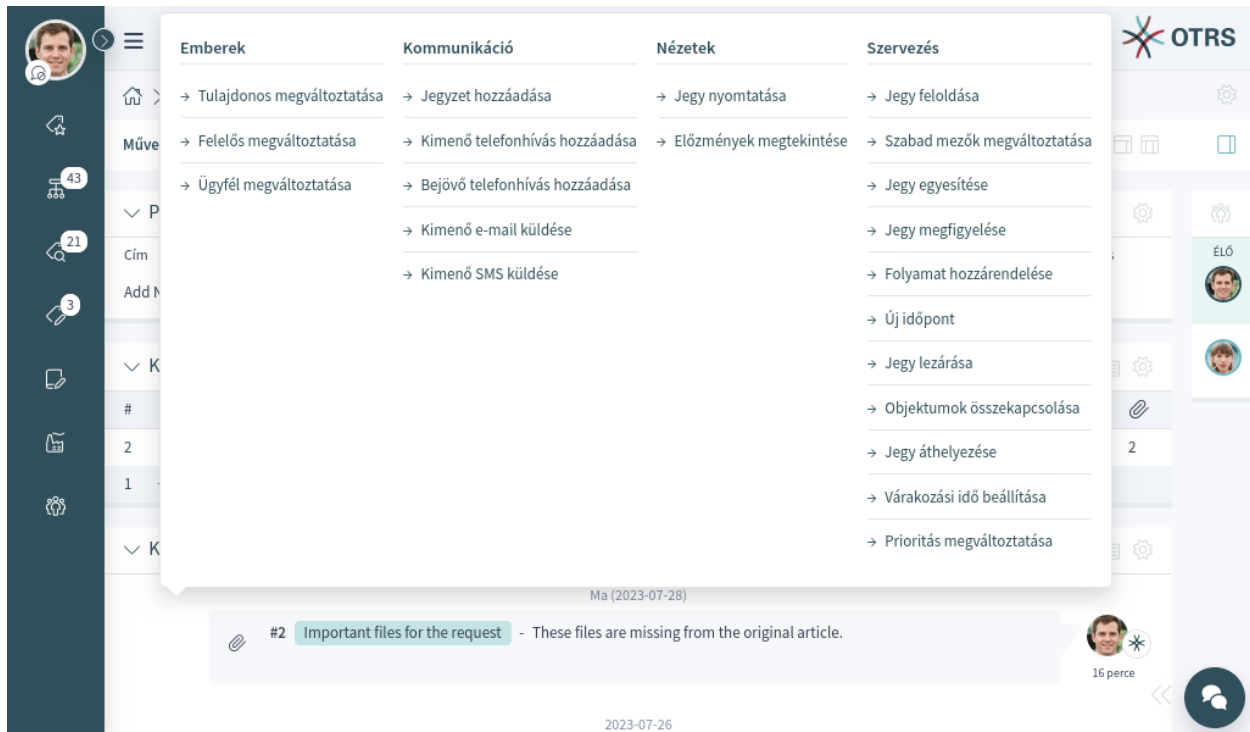 OTRS
Emberek
Tulajdonos megváltoztatása
Felelős megváltoztatása
Ügyfél megváltoztatása
Kommunikáció
Jegyzet hozzáadása
Kimenő telefonhívás hozzáadása
Bejövő telefonhívás hozzáadása
Kimenő e-mail küldése
Kimenő SMS küldése
Nézetek
Jegy nyomtatása
Előzmények megtekintése
Szervezés
Jegy feloldása
Szabad mezők megváltoztatása
Jegy egyesítése
Jegy megfigyelése
Folyamat hozzárendelése
Új időpont
Jegy lezárása
Objektumok összekapcsolása
Jegy áthelyezése
Várakozási idő beállítása
Prioritás megváltoztatása
43
21
3
Műve
P
Cím
Add
K
#
2 2
1
K
ÉLŐ
Ma (2023-07-28)
#2 Important files for the request - These files are missing from the original article.
16 perce
2023-07-26